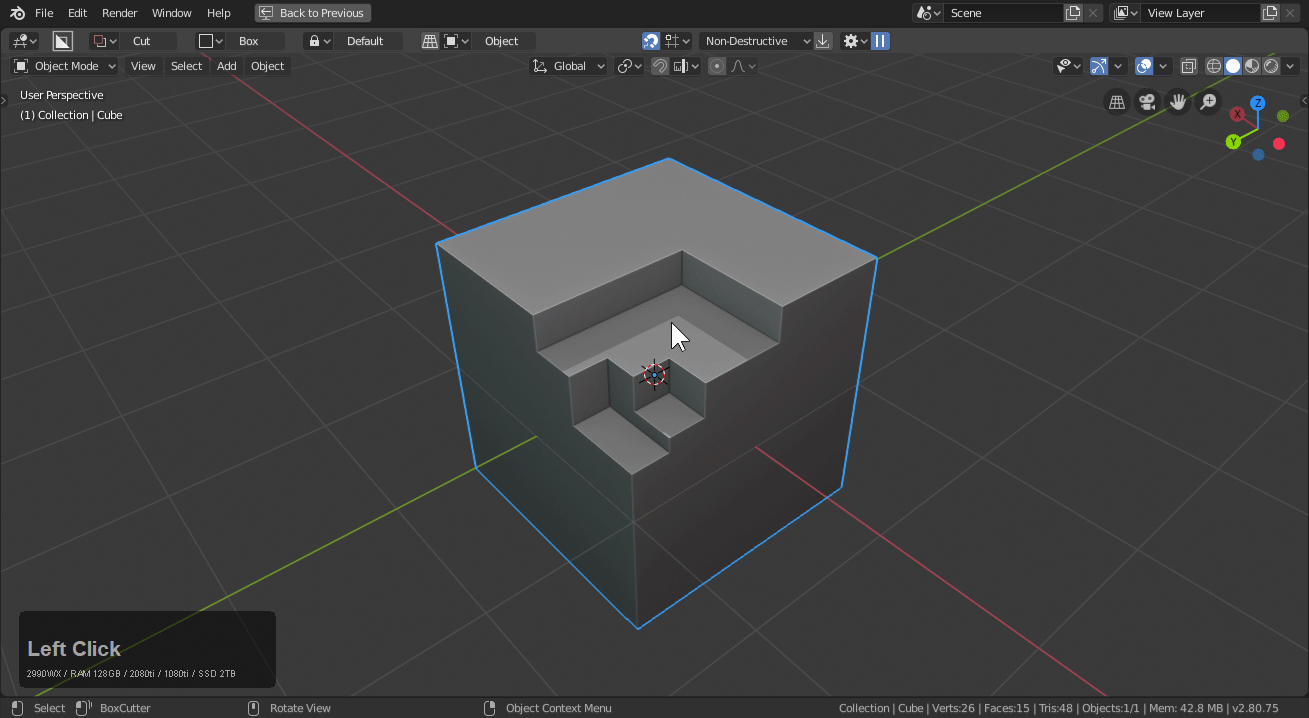 File Edit Render Window Help Back to Previous Scene View Layer
Cut Box Default Object Non-Destructive
Object Mode View Select Add Object Global
User Perspective
(1) Collection | Cube
Z
X
Y
Left Click
2990WX / RAM 128GB / 2080ti / 1080ti / SSD 2TB
Select BoxCutter Rotate View Object Context Menu Collection | Cube | Verts:26 | Faces:15 | Tris:48 | Objects:1/1 | Mem: 42.8 MB | v2.80.75